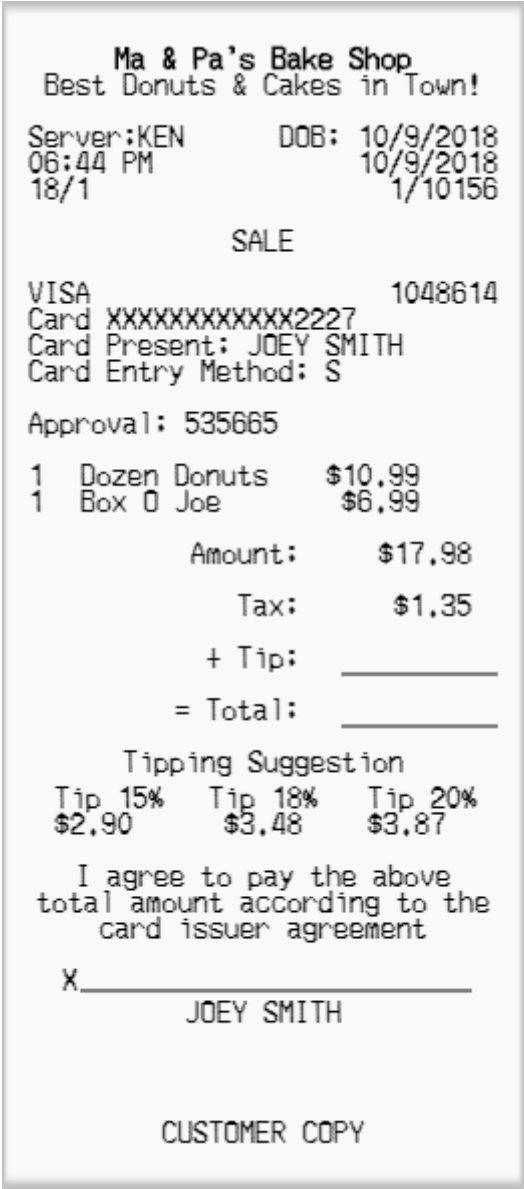 Ma & Pa's Bake Shop
Best Donuts & Cakes in Town!
Server:KEN DOB: 10/9/2018
06:44 PM 10/9/2018
18/1 1/10156
SALE
VISA 1048614
Card XXXXXXXXXXXX2227
Card Present: JOEY SMITH
Card Entry Method: S
Approval: 535665
1 Dozen Donuts $10.99
1 Box O Joe $6.99
Amount: $17.98
Tax: $1.35
+ Tip:
= Total:
Tipping Suggestion
Tip 15% Tip 18% Tip 20%
$2.90 $3.48 $3.87
I agree to pay the above
total amount according to the
card issuer agreement
X
JOEY SMITH
CUSTOMER COPY